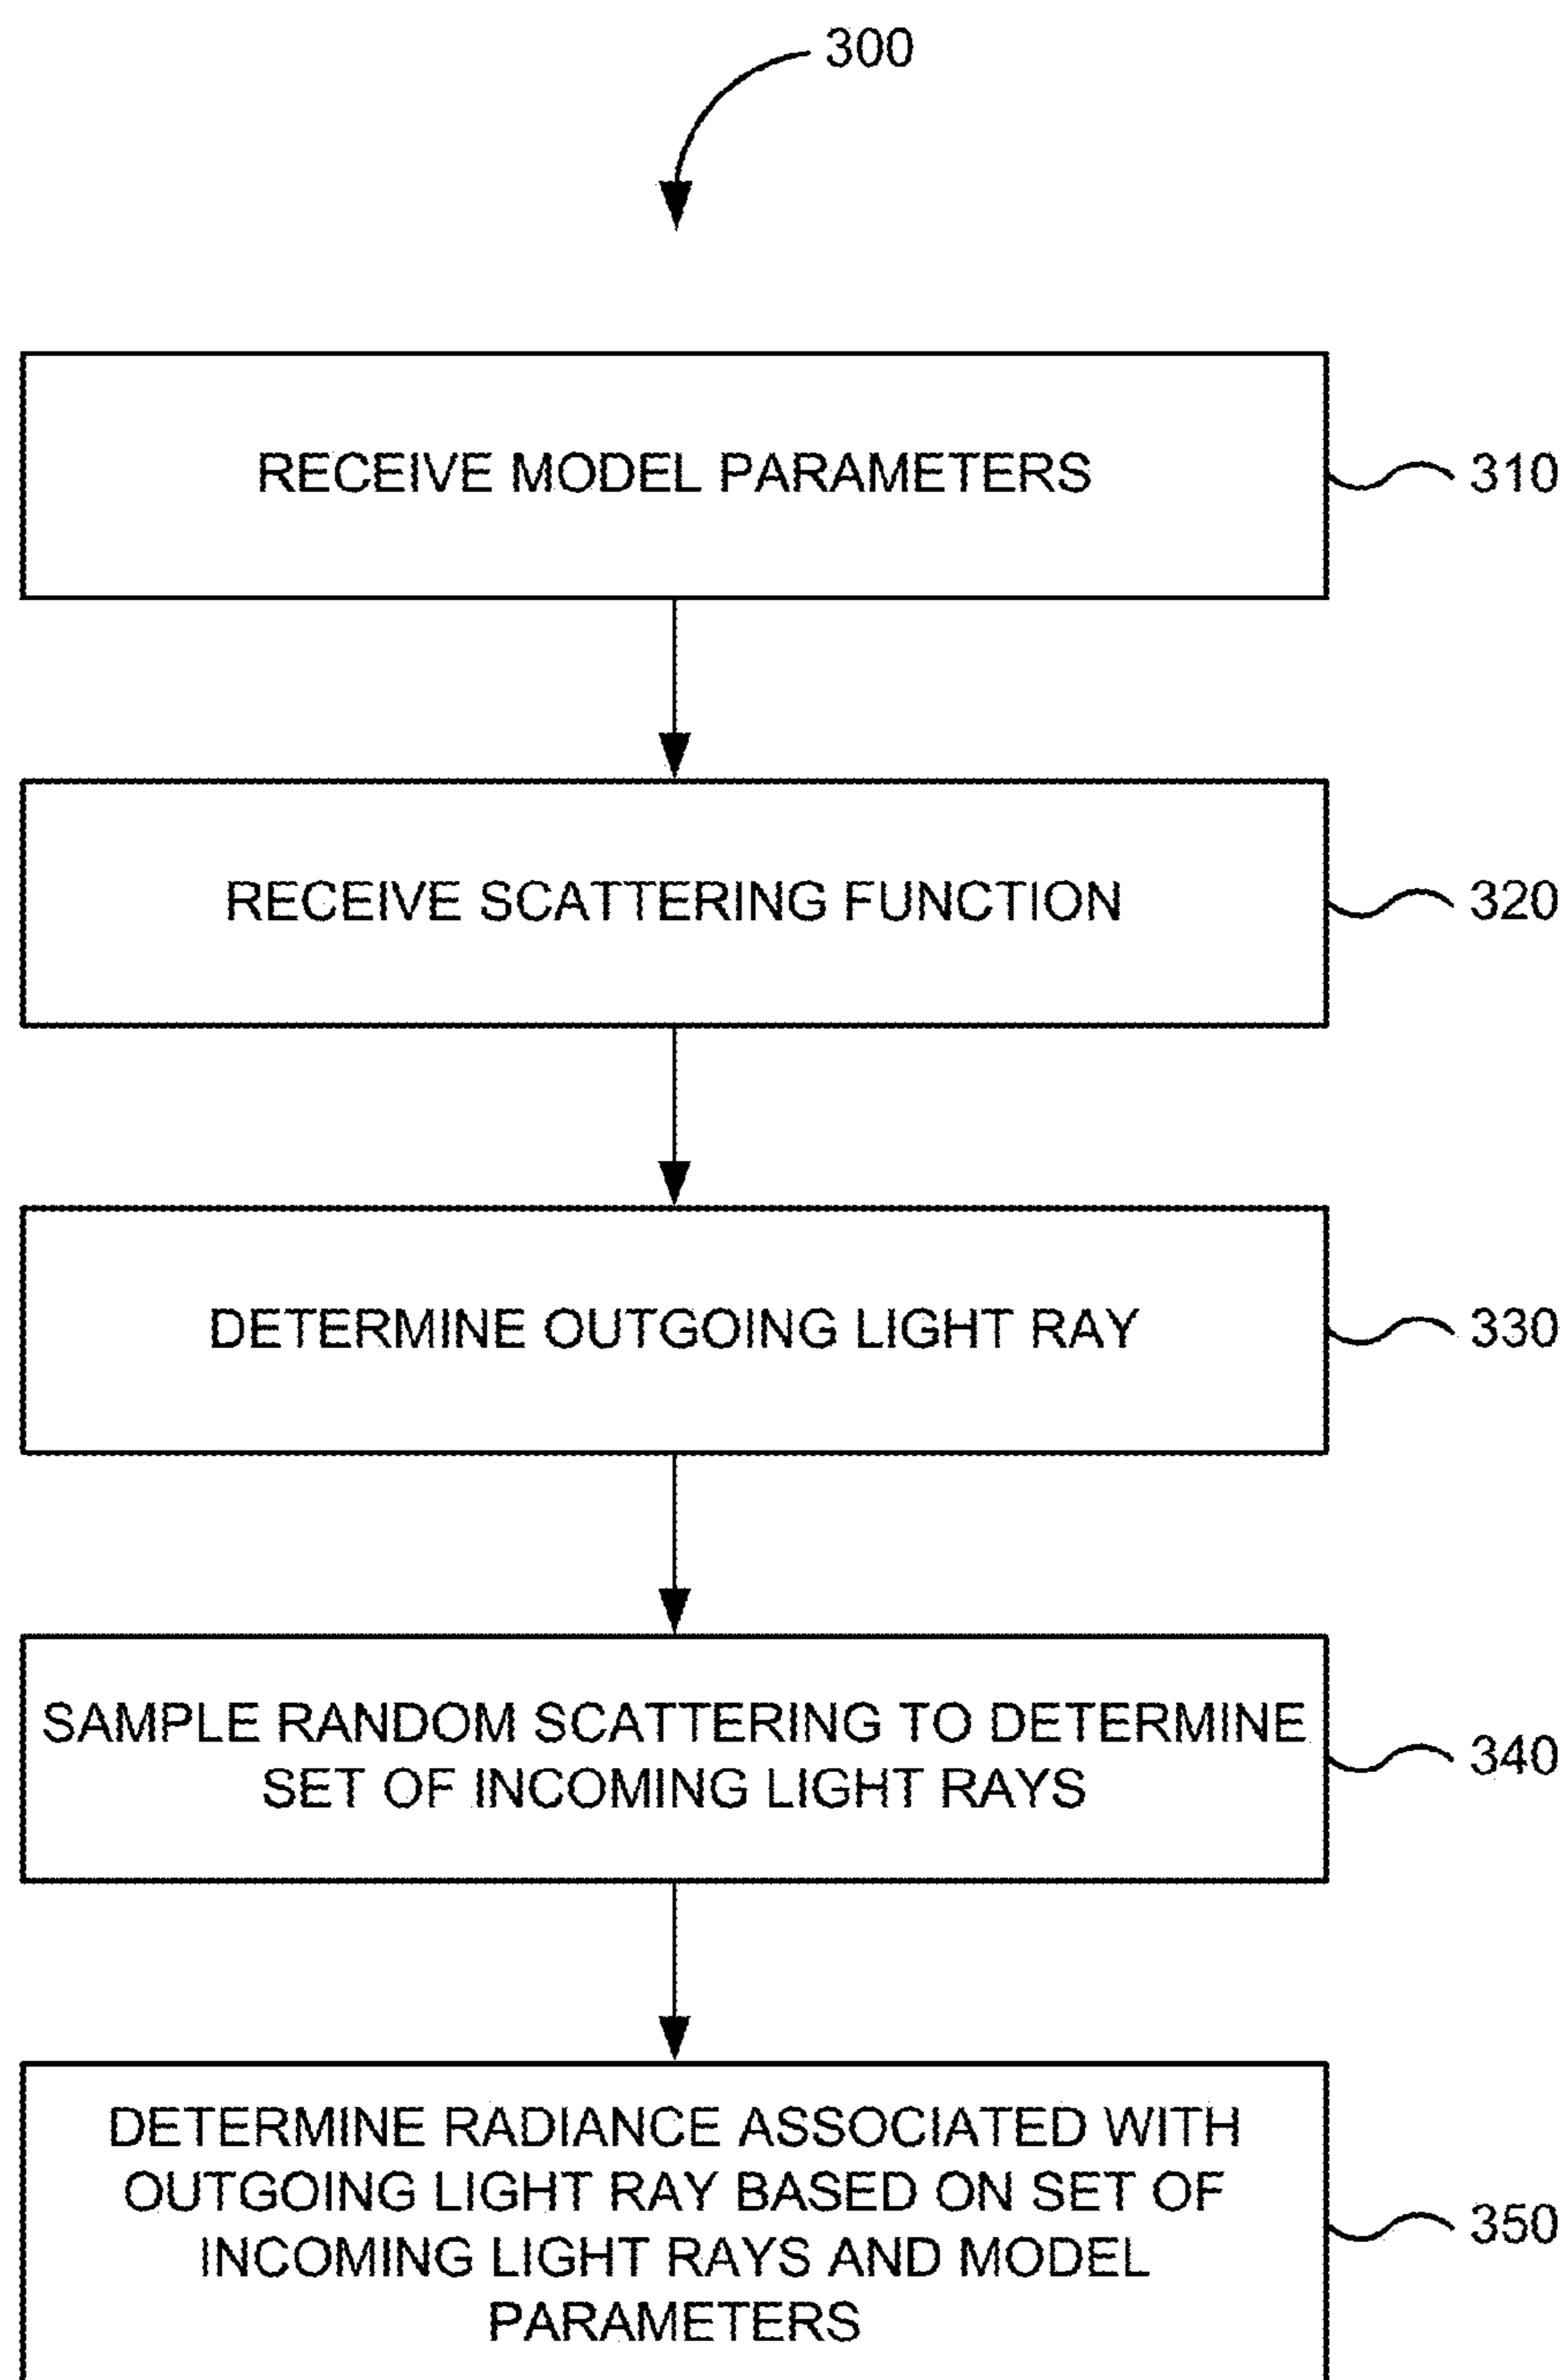 300
RECEIVE MODEL PARAMETERS
310
RECEIVE SCATTERING FUNCTION
320
DETERMINE OUTGOING LIGHT RAY
330
SAMPLE RANDOM SCATTERING TO DETERMINE
SET OF INCOMING LIGHT RAYS
340
DETERMINE RADIANCE ASSOCIATED WITH
OUTGOING LIGHT RAY BASED ON SET OF
INCOMING LIGHT RAYS AND MODEL
PARAMETERS
350